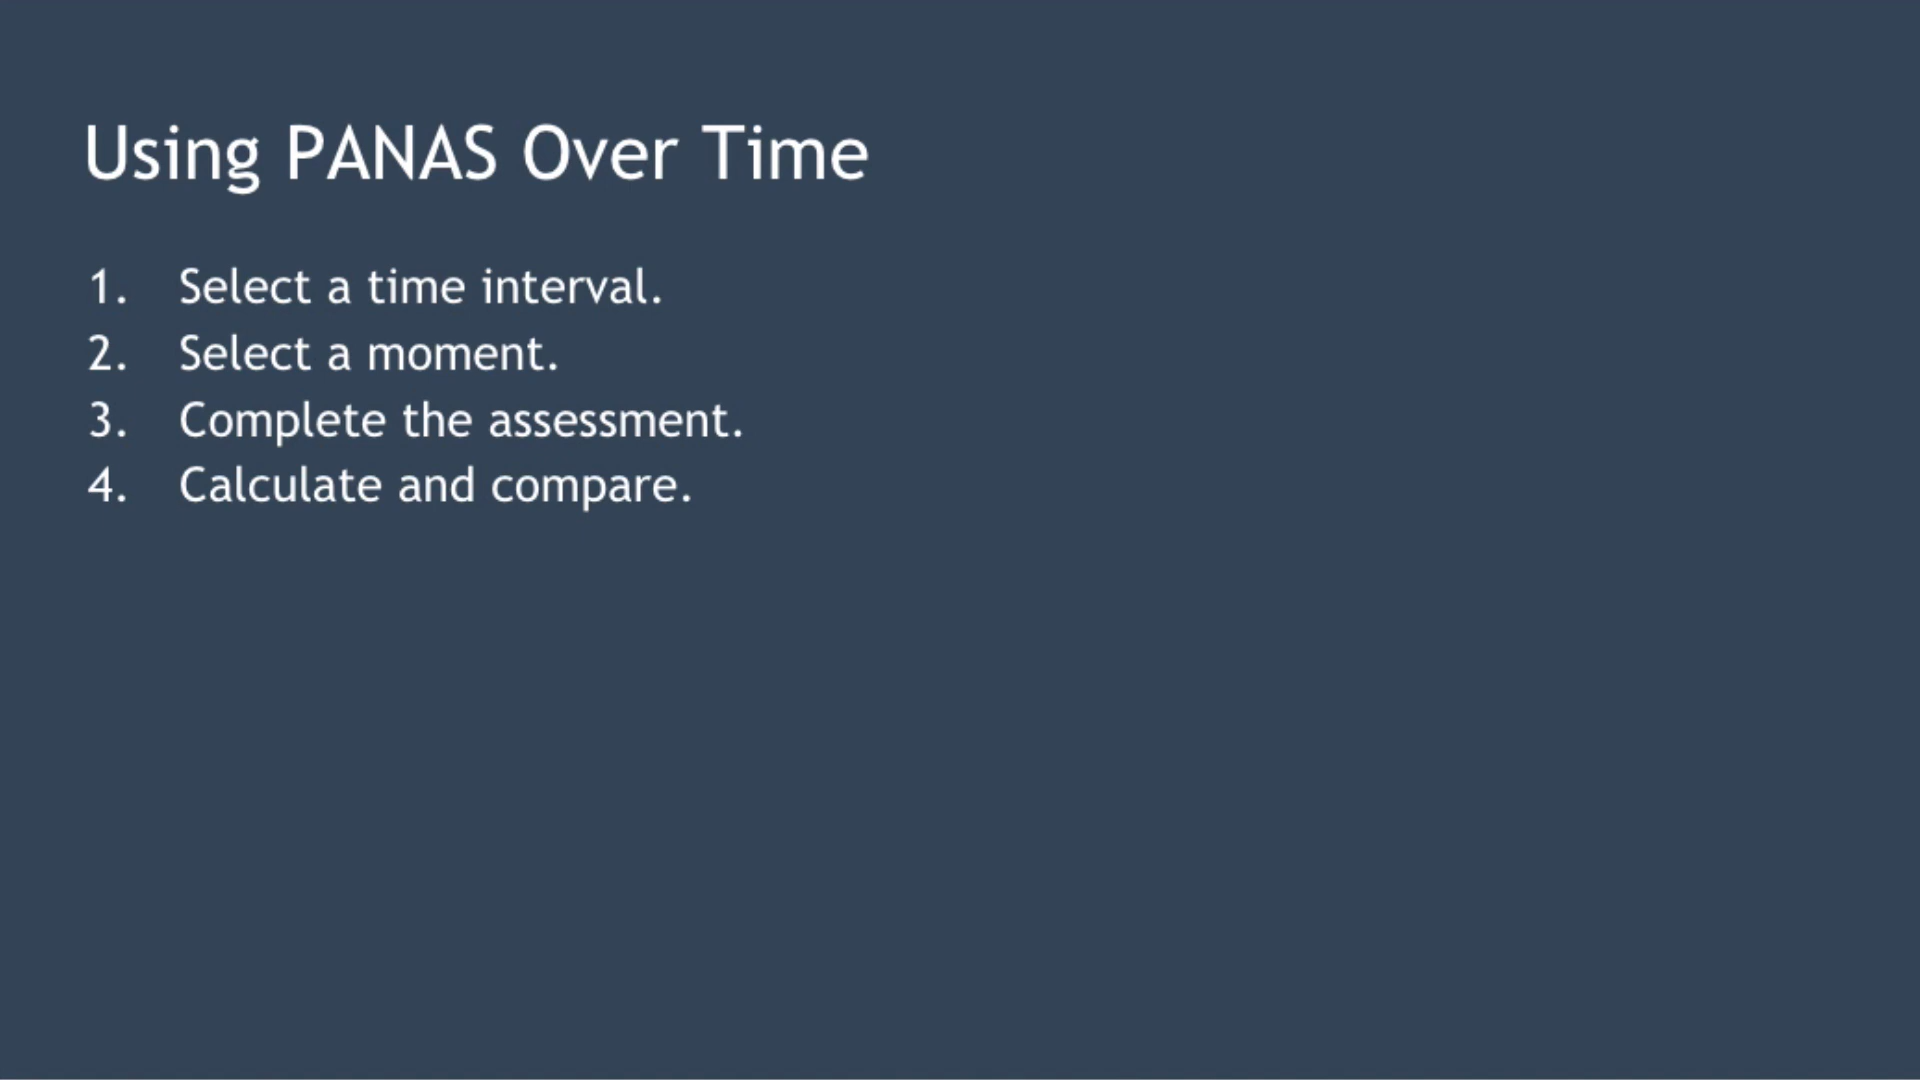 Using PANAS Over Time
1. Select a time interval.
2. Select a moment.
3. Complete the assessment.
4. Calculate and compare.